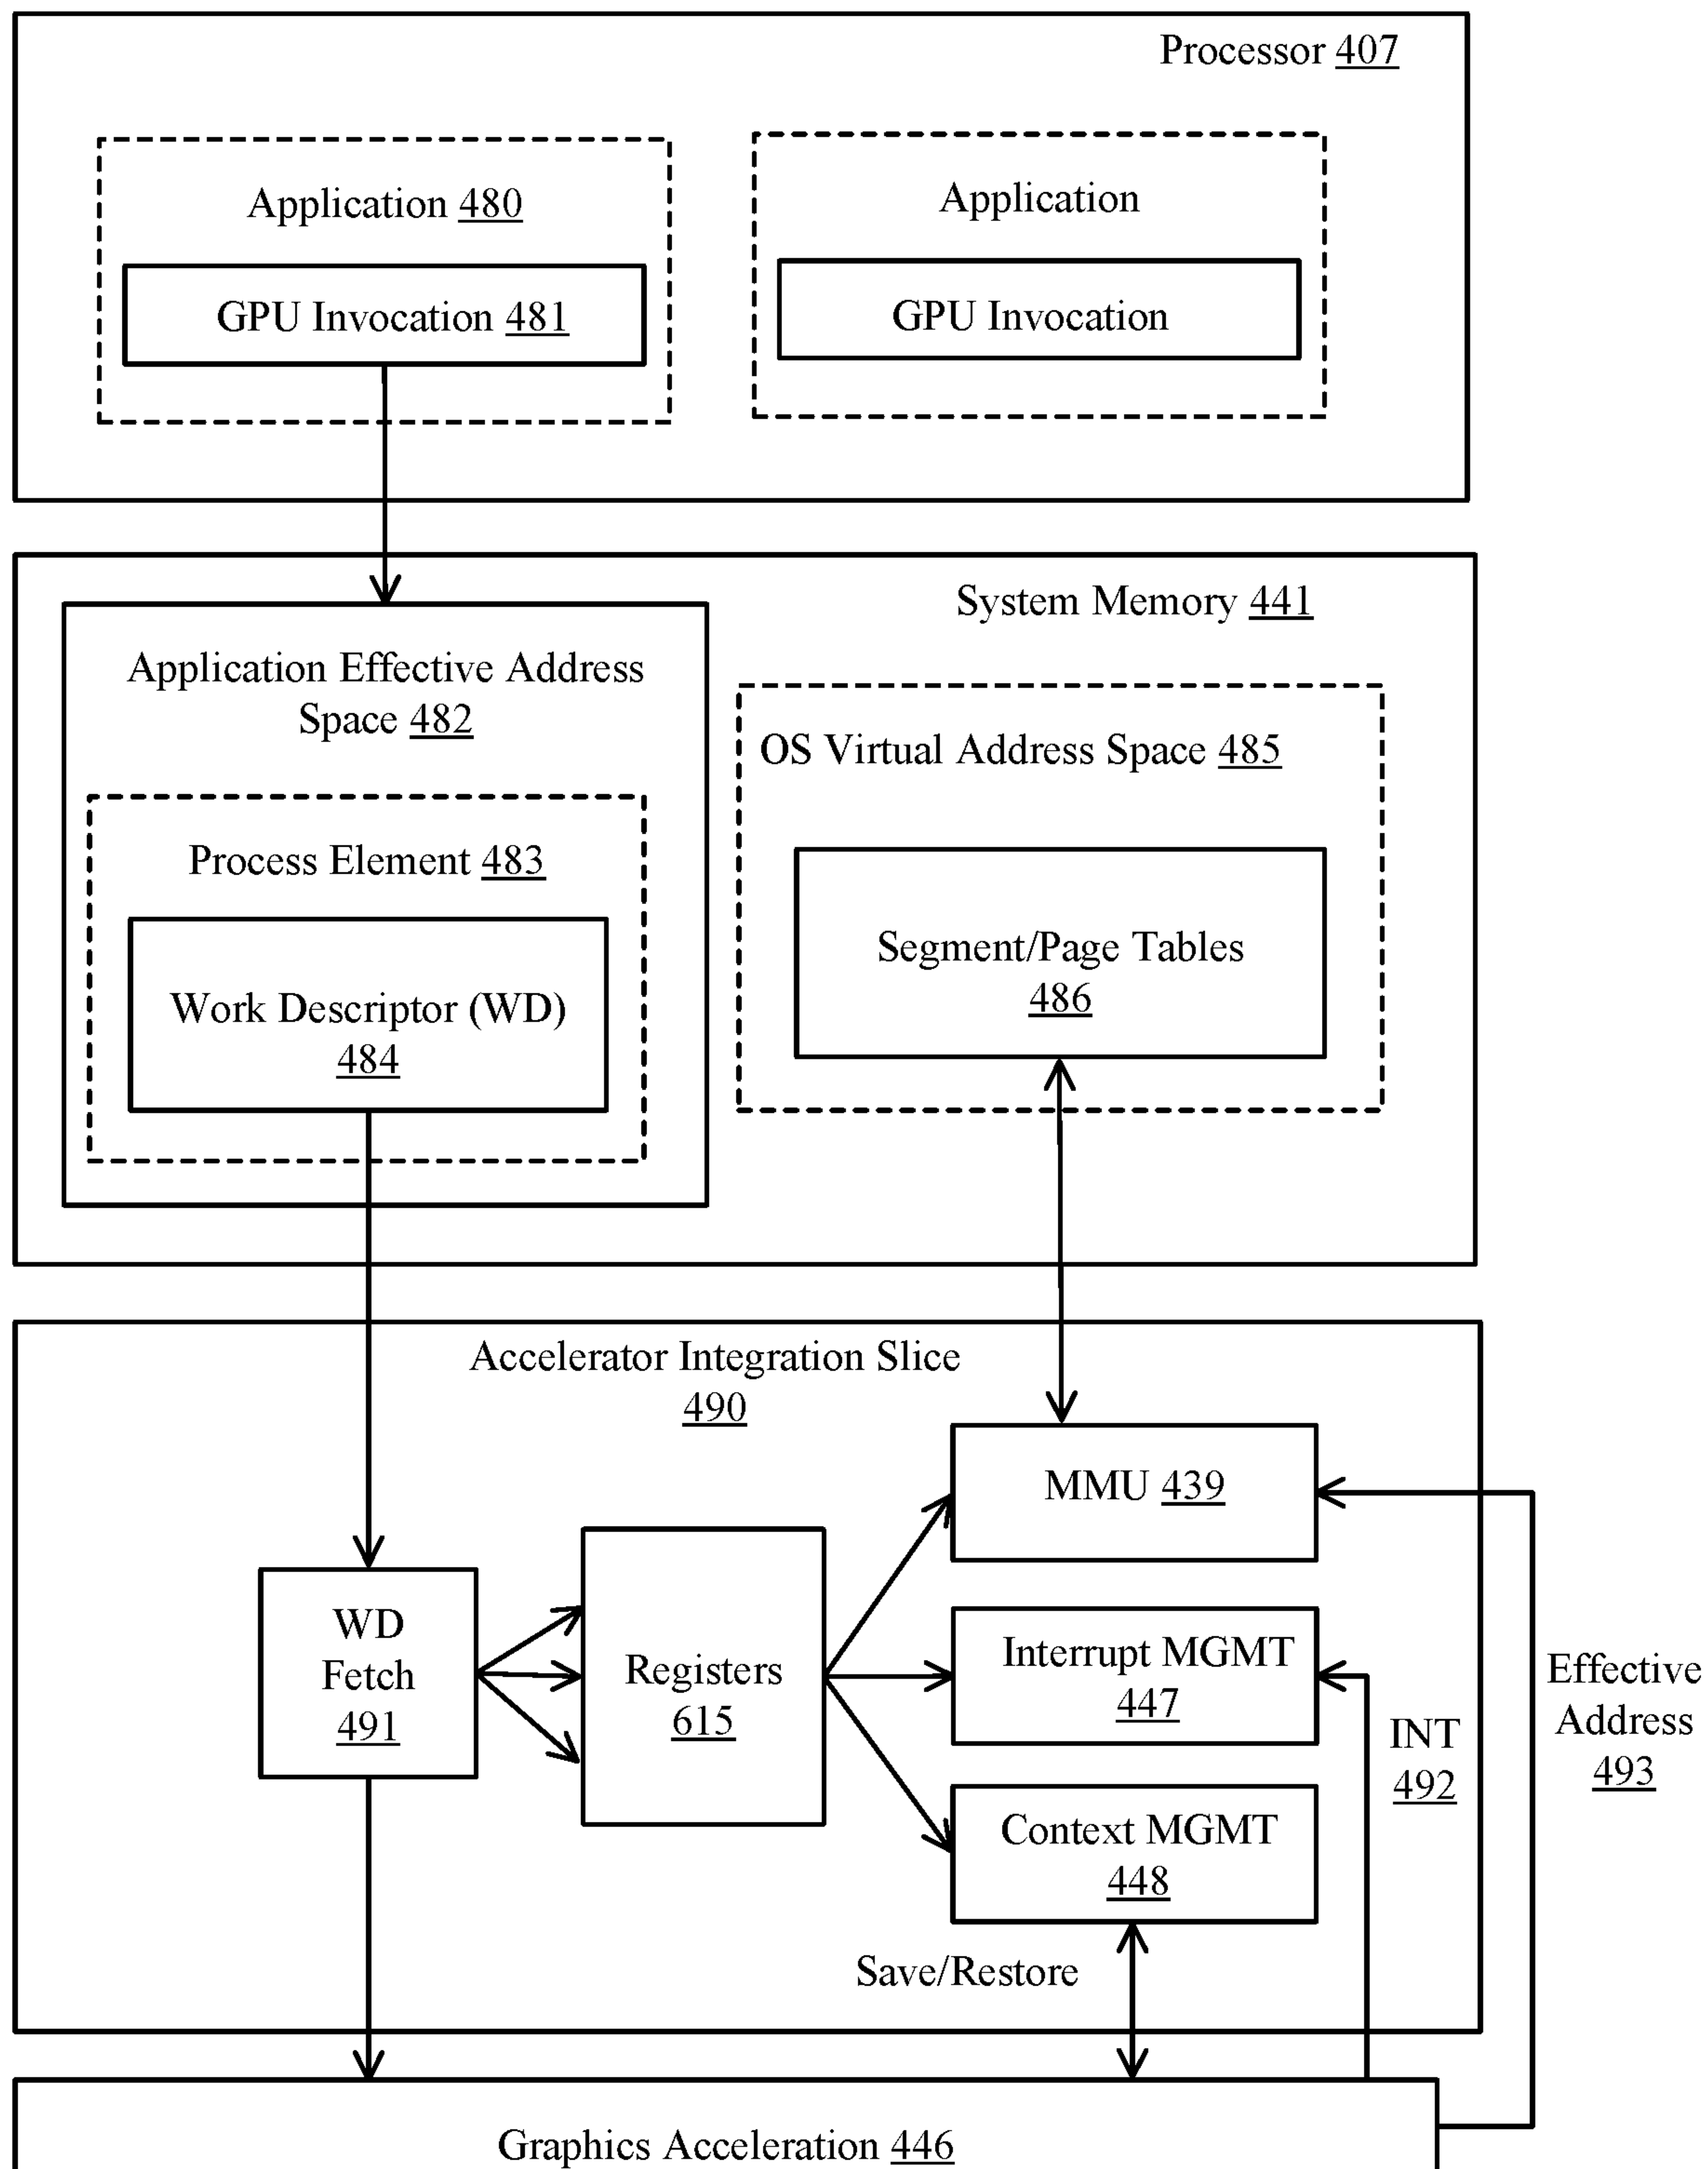 Processor 407
Application 480
GPU Invocation 481
Application
GPU Invocation
System Memory 441
Application Effective Address
Space 482
Process Element 483
Work Descriptor (WD)
484
OS Virtual Address Space 485
Segment/Page Tables
486
Accelerator Integration Slice
490
MMU 439
WD
Fetch
491
Registers
615
Interrupt MGMT
447
Context MGMT
448
INT
492
Effective
Address
493
Save/Restore
Graphics Acceleration 446